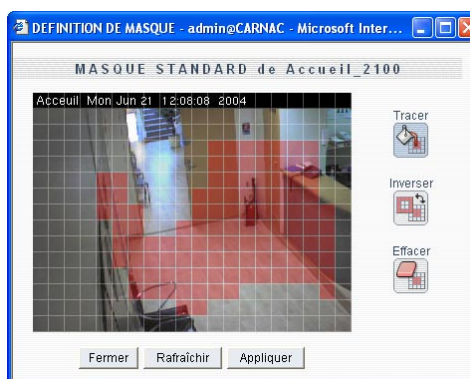 DEFINITION DE MASQUE - admin@CARNAC - Microsoft Inter...
MASQUE STANDARD de Accueil_2100
Acceuil Mon Jun 21 12:08:08 2004
Tracer
Inverser
Effacer
Fermer Rafraîchir Appliquer